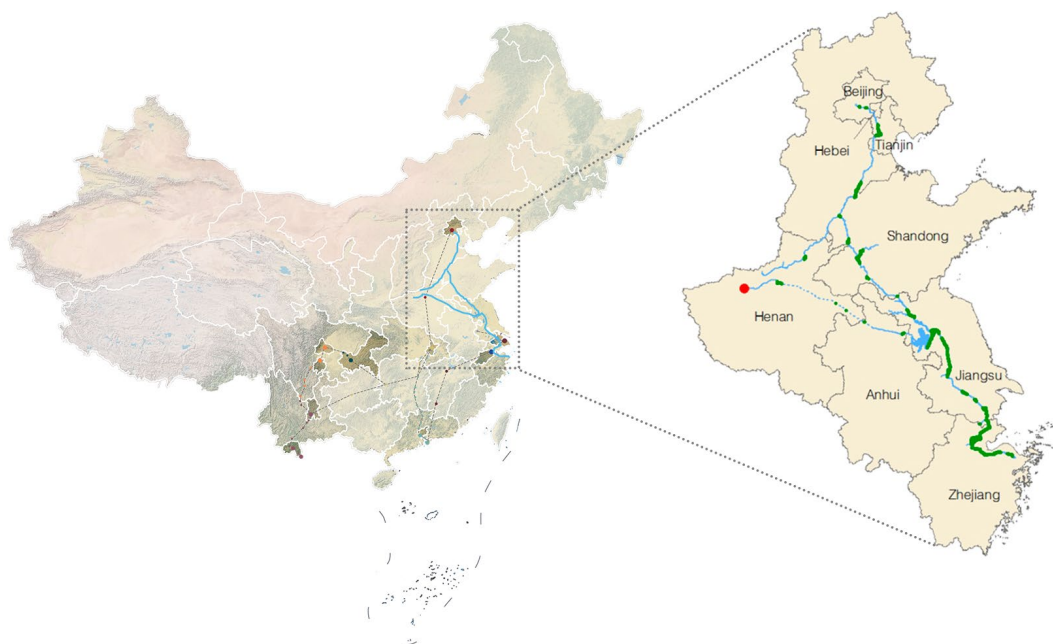 Beijing
Tianjin
Hebei
Shandong
Henan
Jiangsu
Anhui
Zhejiang